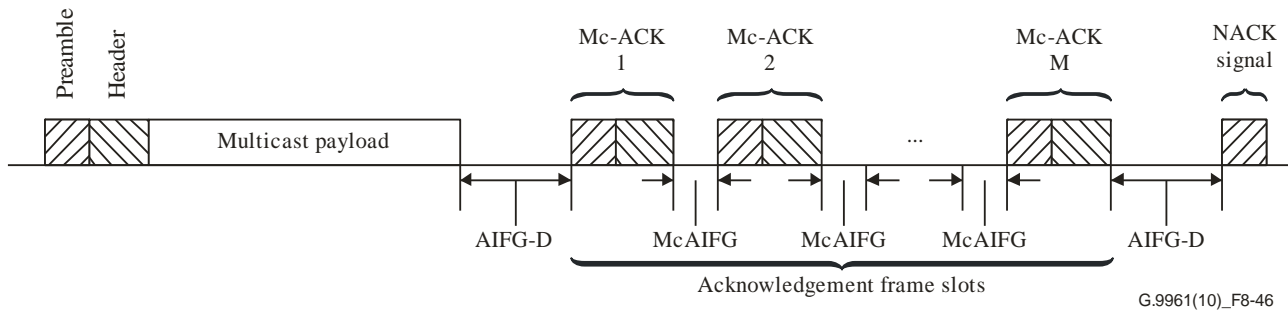 Preamble
Header
Mc-ACK
1
Mc-ACK
2
Mc-ACK
M
NACK
signal
Multicast payload
...
AIFG-D
McAIFG
McAIFG
McAIFG
AIFG-D
Acknowledgement frame slots
G.9961(10)_F8-46